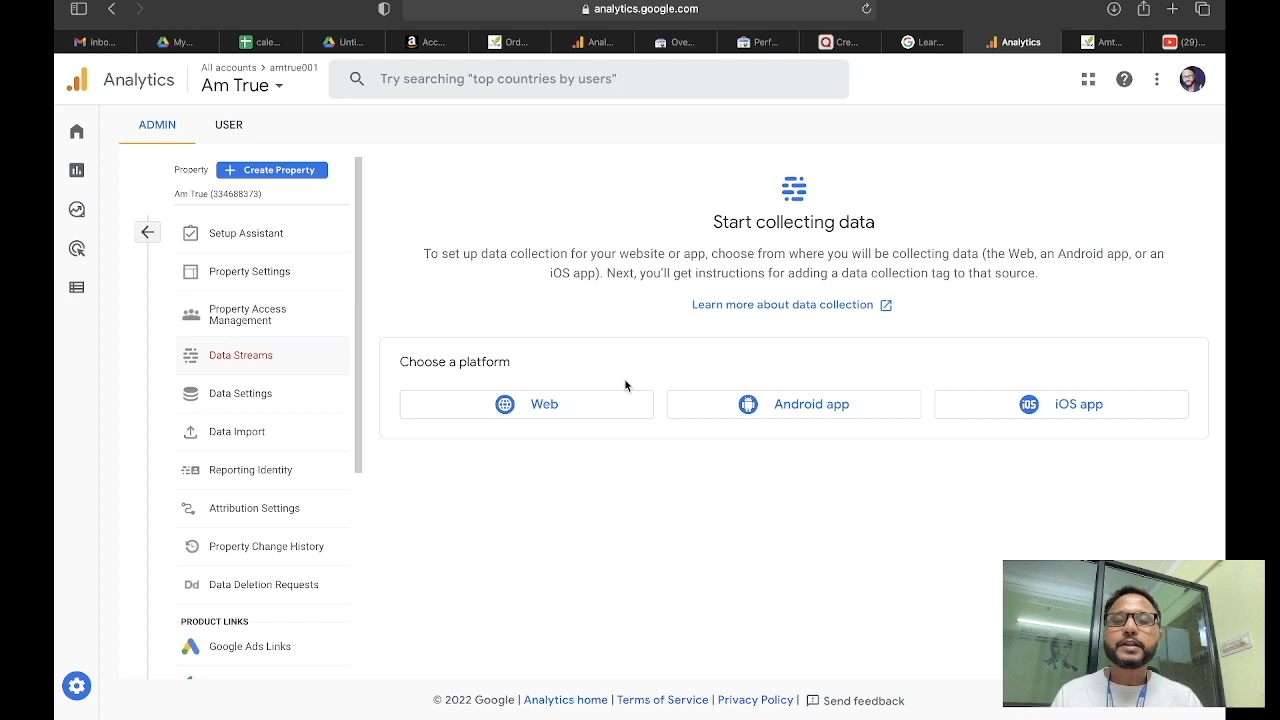 analytics.google.com
Inbo...
My...
cale...
Unti...
Acc...
Ord...
Anal...
Ove...
Perf...
Cre...
Lear...
Analytics
Amt...
(29)...
Analytics
All accounts > amtrue001
Am True
Try searching "top countries by users"
ADMIN
USER
Property
+ Create Property
Am True (334688373)
Setup Assistant
Property Settings
Property Access
Management
Data Streams
Data Settings
Data Import
Reporting Identity
Attribution Settings
Property Change History
Dd Data Deletion Requests
PRODUCT LINKS
Google Ads Links
Start collecting data
To set up data collection for your website or app, choose from where you will be collecting data (the Web, an Android app, or an
iOS app). Next, you'll get instructions for adding a data collection tag to that source.
Learn more about data collection
Choose a platform
Web
Android app
iOS iOS app
© 2022 Google | Analytics home | Terms of Service | Privacy Policy | Send feedback